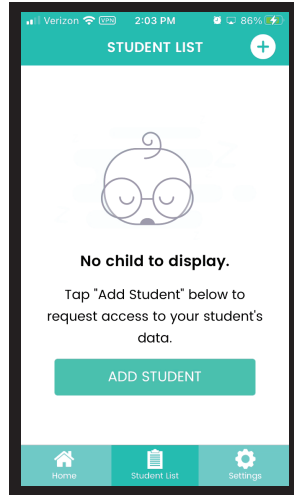 Verizon VPN 2:03 PM 86%
STUDENT LIST
No child to display.
Tap "Add Student" below to
request access to your student's
data.
ADD STUDENT
Home Student List Settings